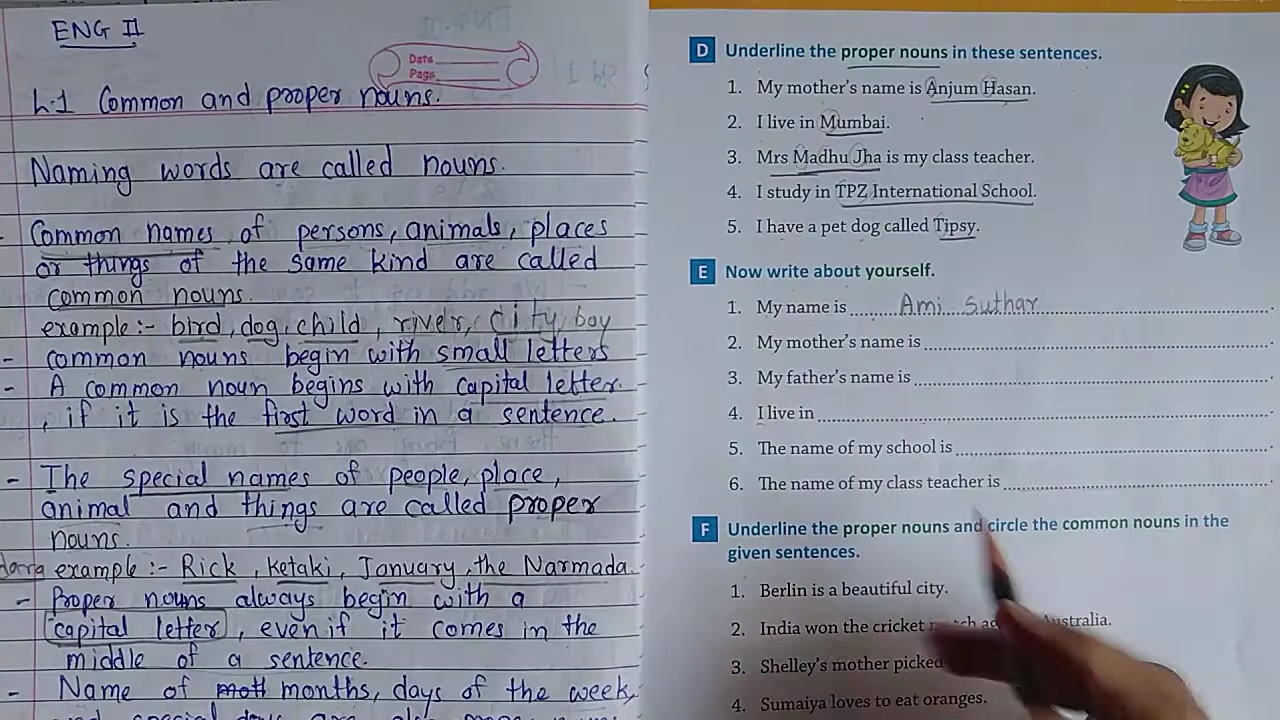 ENG II
Date
Page
L.1 Common and proper nouns.
Naming words are called nouns.
- Common names of persons, animals, places
or things of the same kind are called
common nouns.
example :- bird, dog, child, river, city, boy
- common nouns begin with small letters
- A common noun begins with capital letter
, if it is the first word in a sentence.
- The special names of people, place,
animal and things are called proper
nouns.
example :- Rick, Ketaki, January, the Narmada.
- Proper nouns always begin with a
capital letter, even if it comes in the
middle of a sentence.
- Name of months, days of the week,
D Underline the proper nouns in these sentences.
1. My mother's name is Anjum Hasan.
2. I live in Mumbai.
3. Mrs Madhu Jha is my class teacher.
4. I study in TPZ International School.
5. I have a pet dog called Tipsy.
E Now write about yourself.
1. My name is Ami Suthar.
2. My mother's name is
3. My father's name is
4. I live in
5. The name of my school is
6. The name of my class teacher is
F Underline the proper nouns and circle the common nouns in the
given sentences.
1. Berlin is a beautiful city.
2. India won the cricket Australia.
3. Shelley's mother picked
4. Sumaiya loves to eat oranges.